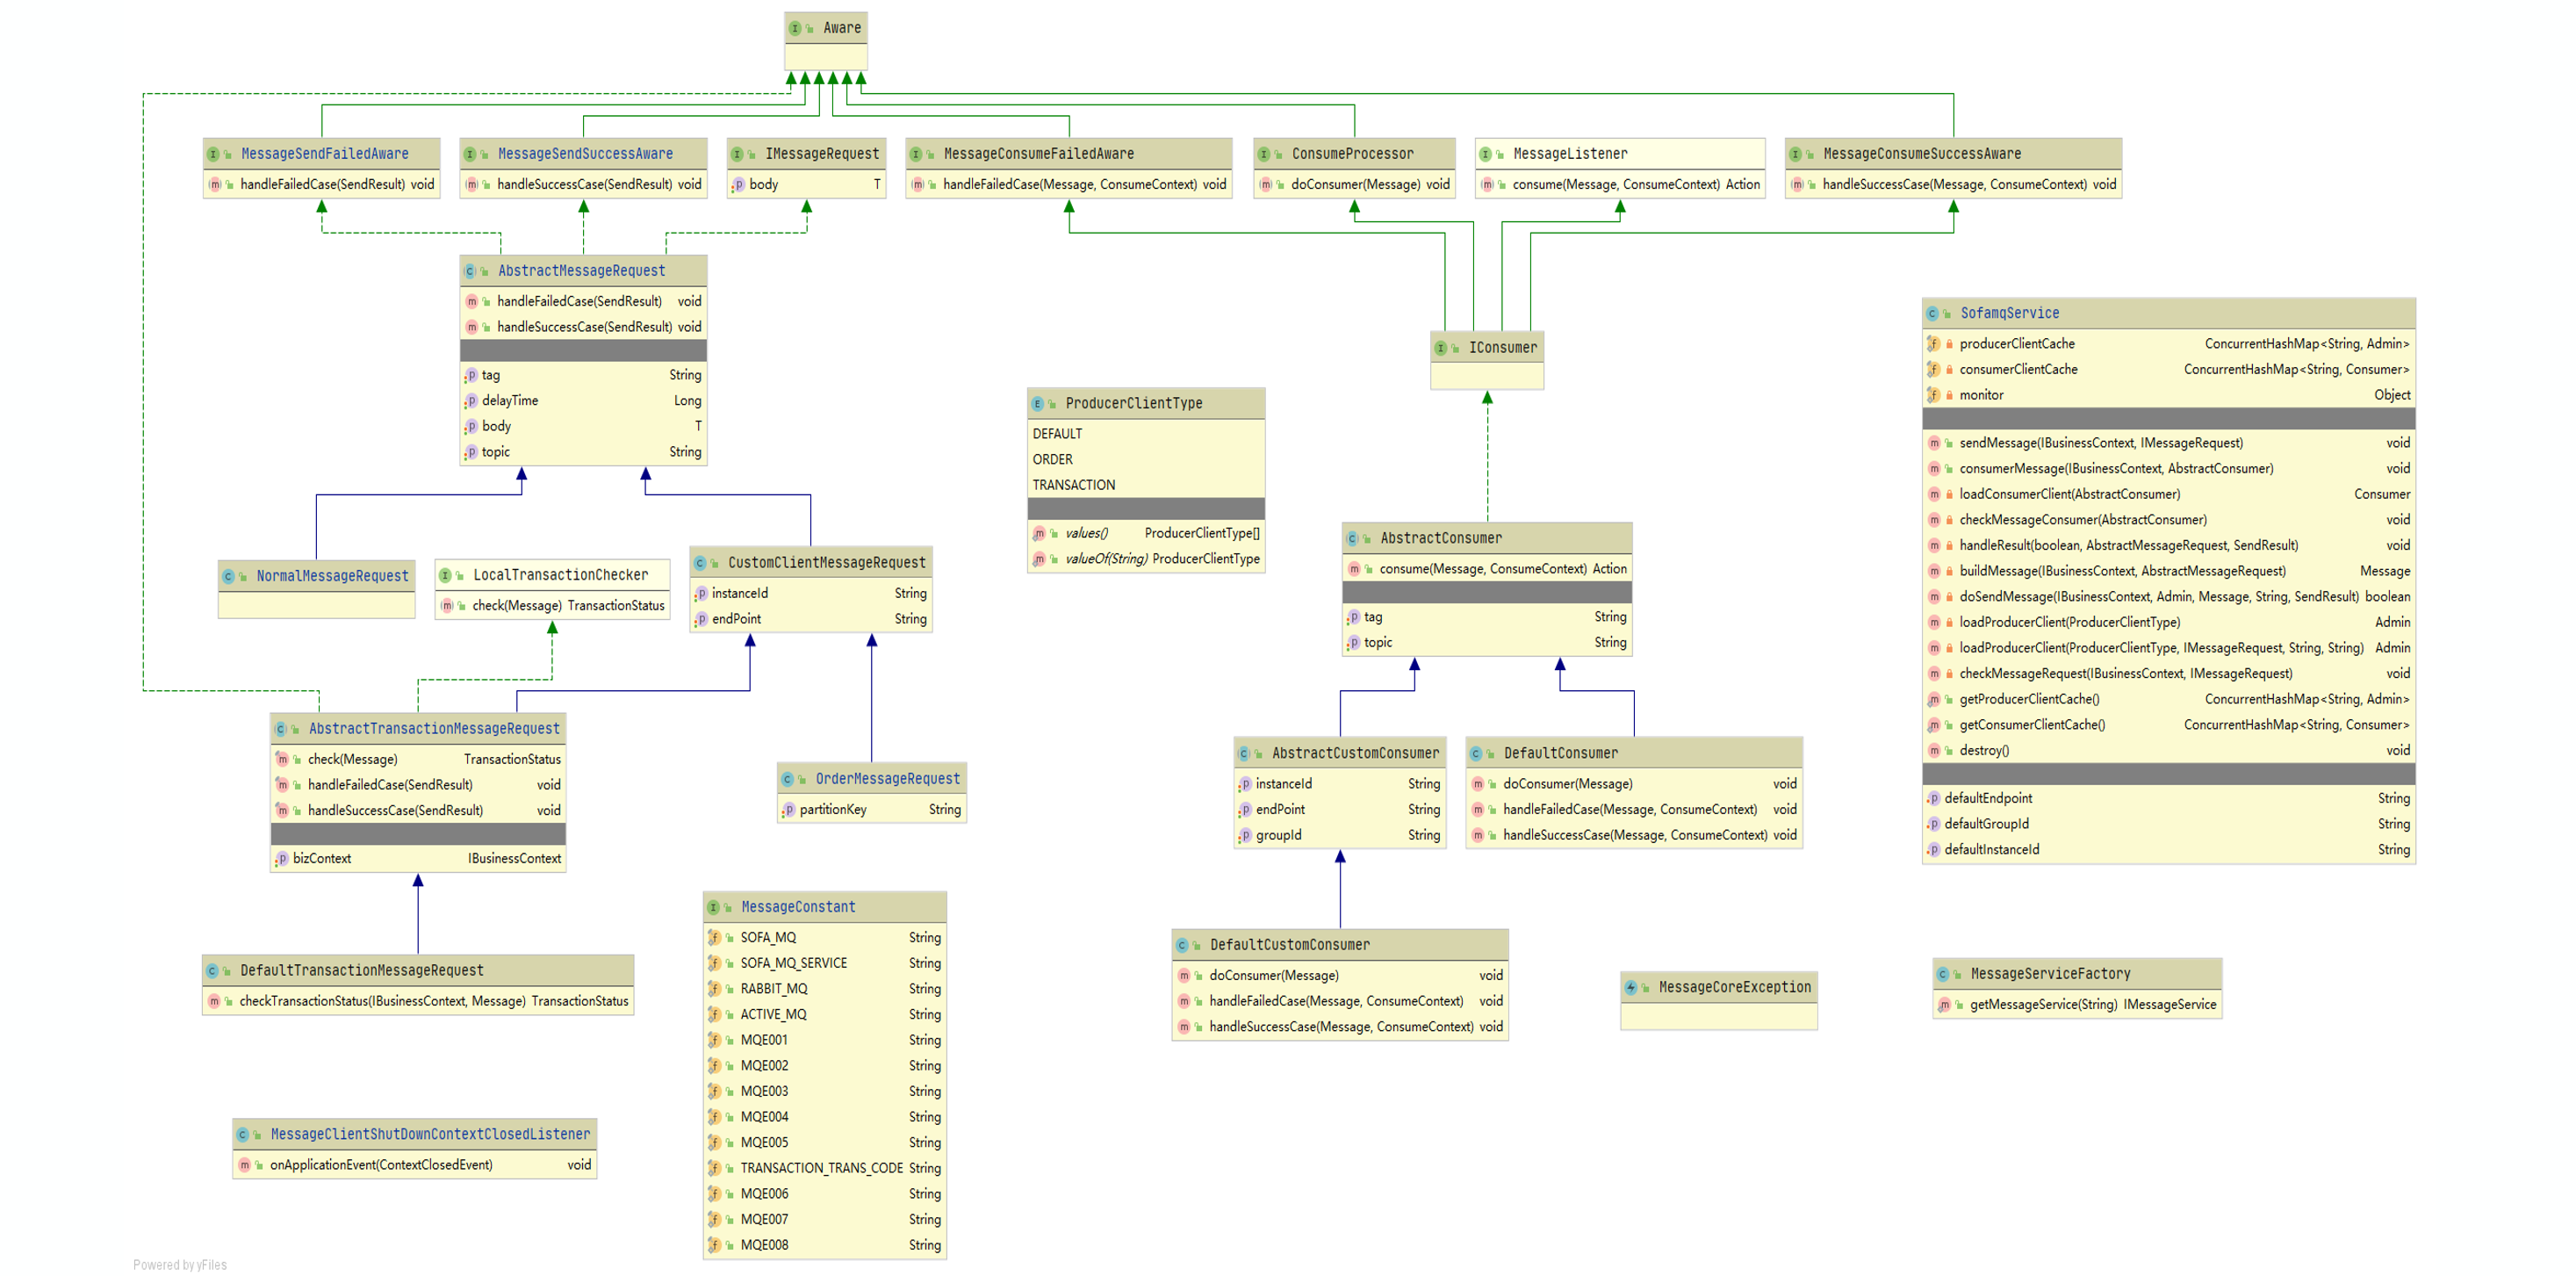 Aware
MessageSendFailedAware
handleFailedCase(SendResult) void
MessageSendSuccessAware
handleSuccessCase(SendResult) void
IMessageRequest
body T
MessageConsumeFailedAware
handleFailedCase(Message, ConsumeContext) void
ConsumeProcessor
doConsumer(Message) void
MessageListener
consume(Message, ConsumeContext) Action
MessageConsumeSuccessAware
handleSuccessCase(Message, ConsumeContext) void
AbstractMessageRequest
handleFailedCase(SendResult) void
handleSuccessCase(SendResult) void
tag String
delayTime Long
body T
topic String
IConsumer
SofamqService
producerClientCache ConcurrentHashMap<String, Admin>
consumerClientCache ConcurrentHashMap<String, Consumer>
monitor Object
sendMessage(IBusinessContext, IMessageRequest) void
consumerMessage(IBusinessContext, AbstractConsumer) void
loadConsumerClient(AbstractConsumer) Consumer
checkMessageConsumer(AbstractConsumer) void
handleResult(boolean, AbstractMessageRequest, SendResult) void
buildMessage(IBusinessContext, AbstractMessageRequest) Message
doSendMessage(IBusinessContext, Admin, Message, String, SendResult) boolean
loadProducerClient(ProducerClientType) Admin
loadProducerClient(ProducerClientType, IMessageRequest, String, String) Admin
checkMessageRequest(IBusinessContext, IMessageRequest) void
getProducerClientCache() ConcurrentHashMap<String, Admin>
getConsumerClientCache() ConcurrentHashMap<String, Consumer>
destroy() void
defaultEndpoint String
defaultGroupId String
defaultInstanceId String
ProducerClientType
DEFAULT
ORDER
TRANSACTION
values() ProducerClientType[]
valueOf(String) ProducerClientType
NormalMessageRequest
LocalTransactionChecker
check(Message) TransactionStatus
CustomClientMessageRequest
instanceId String
endPoint String
AbstractConsumer
consume(Message, ConsumeContext) Action
tag String
topic String
AbstractTransactionMessageRequest
check(Message) TransactionStatus
handleFailedCase(SendResult) void
handleSuccessCase(SendResult) void
bizContext IBusinessContext
OrderMessageRequest
partitionKey String
AbstractCustomConsumer
instanceId String
endPoint String
groupId String
DefaultConsumer
doConsumer(Message) void
handleFailedCase(Message, ConsumeContext) void
handleSuccessCase(Message, ConsumeContext) void
DefaultTransactionMessageRequest
checkTransactionStatus(IBusinessContext, Message) TransactionStatus
MessageConstant
SOFA_MQ String
SOFA_MQ_SERVICE String
RABBIT_MQ String
ACTIVE_MQ String
MQE001 String
MQE002 String
MQE003 String
MQE004 String
MQE005 String
TRANSACTION_TRANS_CODE String
MQE006 String
MQE007 String
MQE008 String
DefaultCustomConsumer
doConsumer(Message) void
handleFailedCase(Message, ConsumeContext) void
handleSuccessCase(Message, ConsumeContext) void
MessageCoreException
MessageServiceFactory
getMessageService(String) IMessageService
MessageClientShutDownContextClosedListener
onApplicationEvent(ContextClosedEvent) void
Powered by yFiles